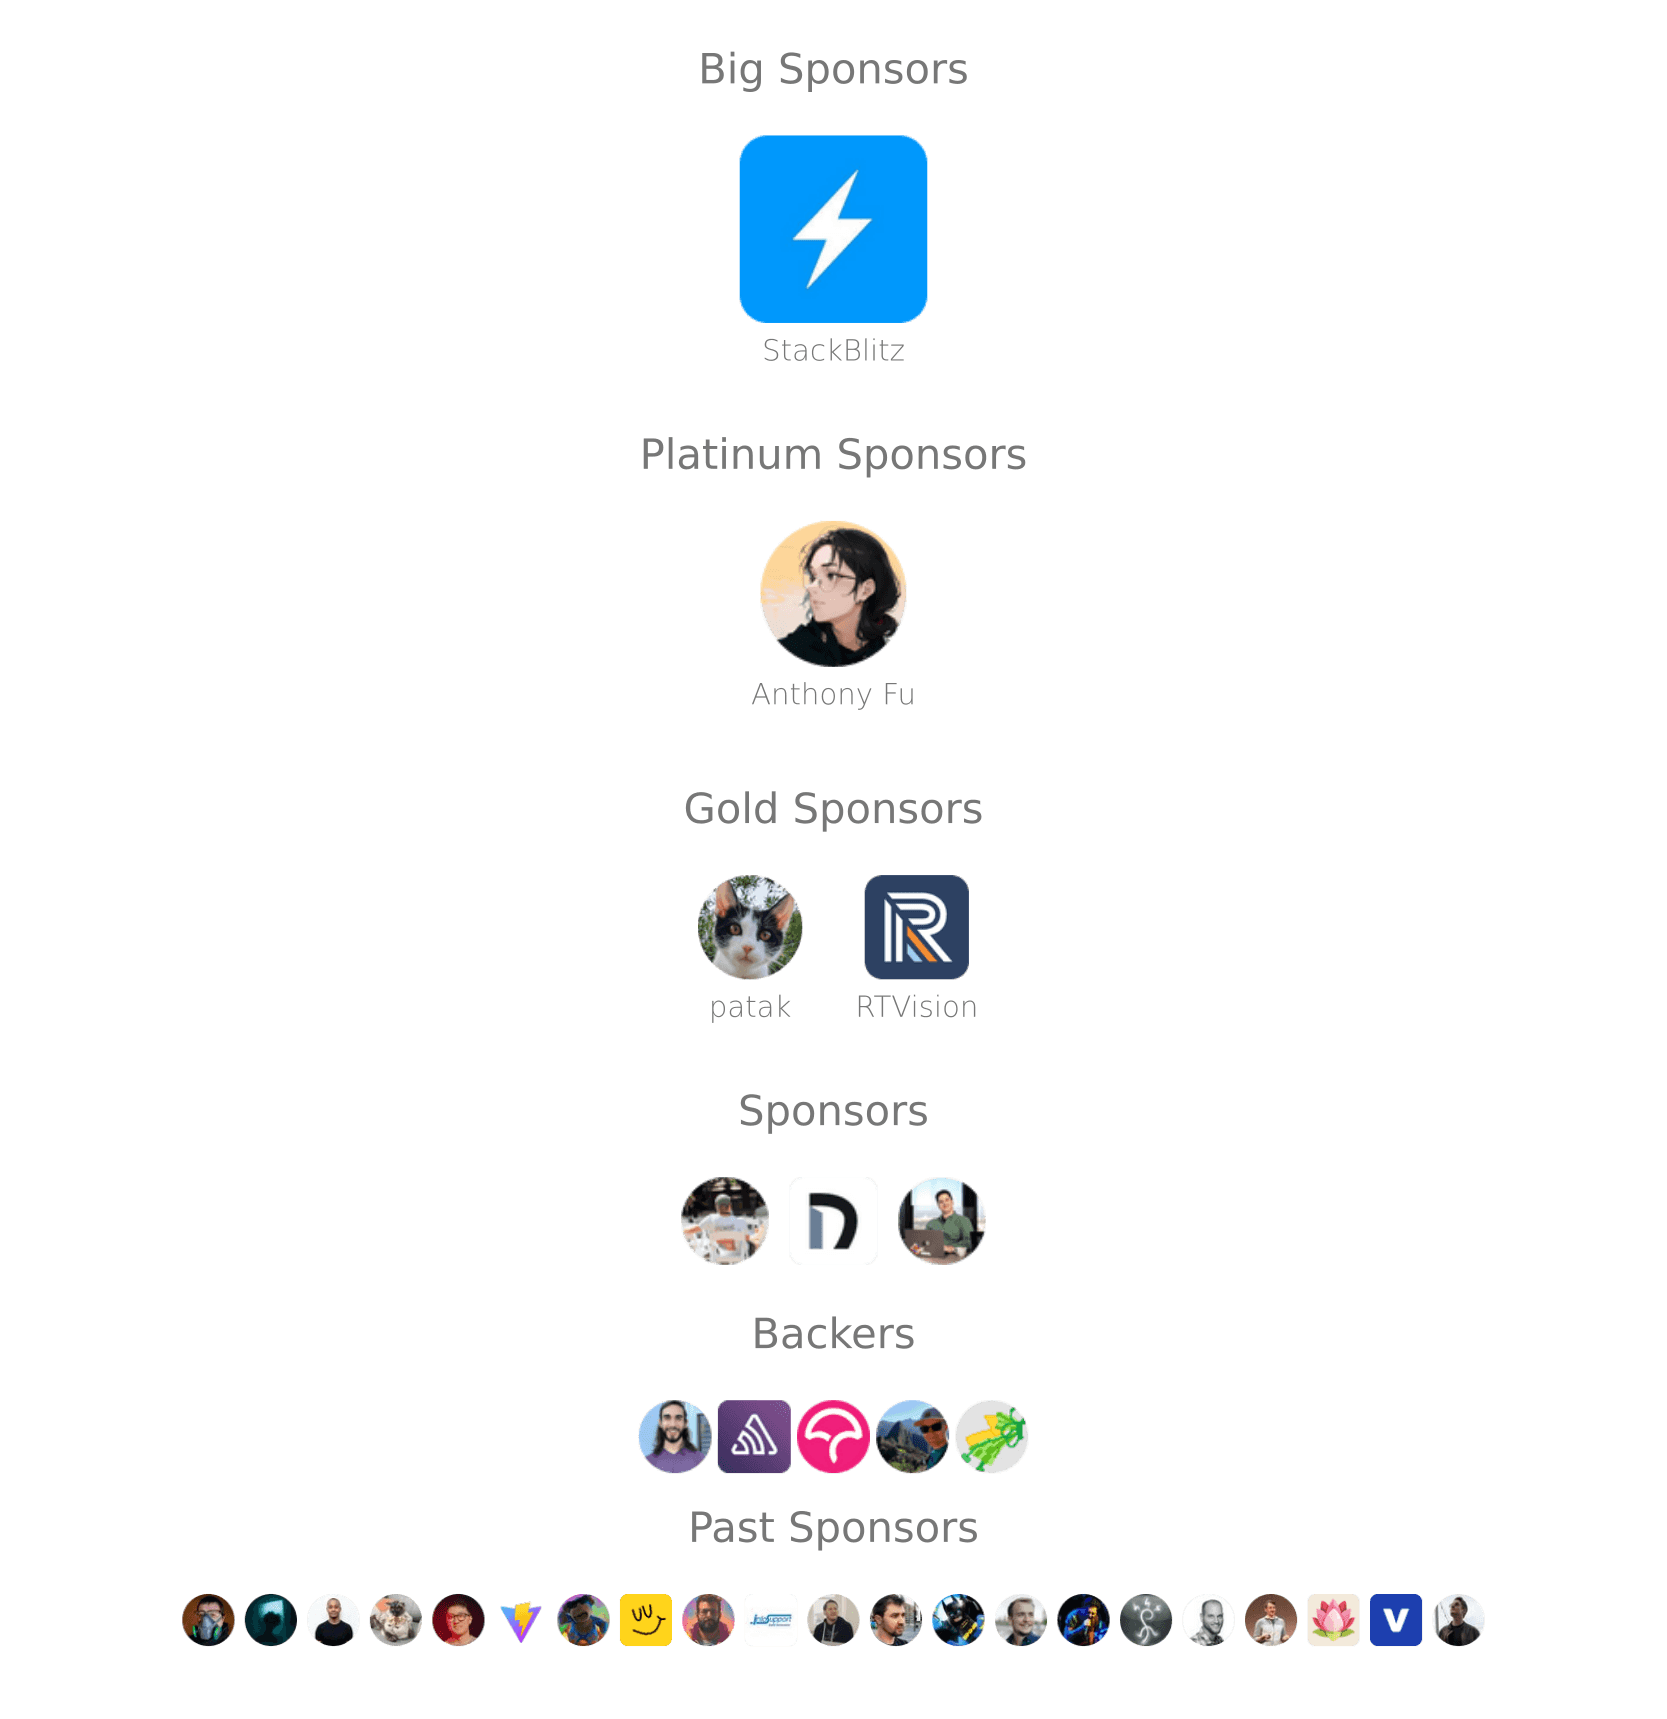 Big Sponsors
StackBlitz
Platinum Sponsors
Anthony Fu
Gold Sponsors
patak
RTVision
Sponsors
Backers
Past Sponsors
V